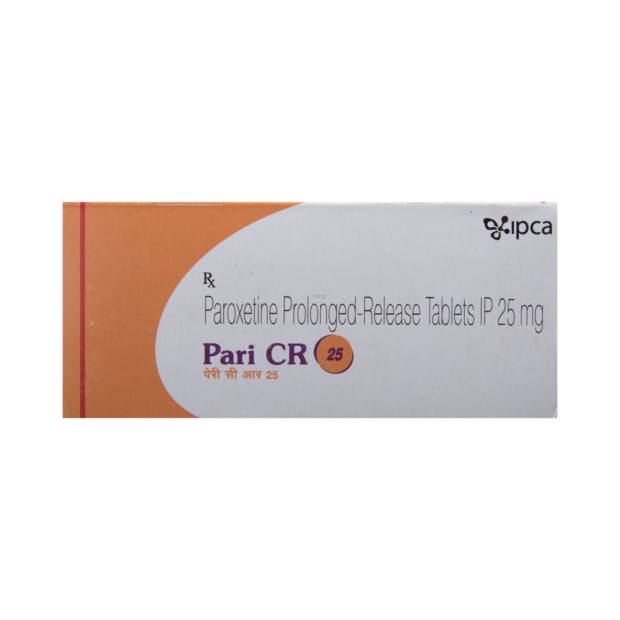 ipca
Rx
Paroxetine Prolonged-Release Tablets IP 25 mg
Pari CR 25
पेरी सी आर 25